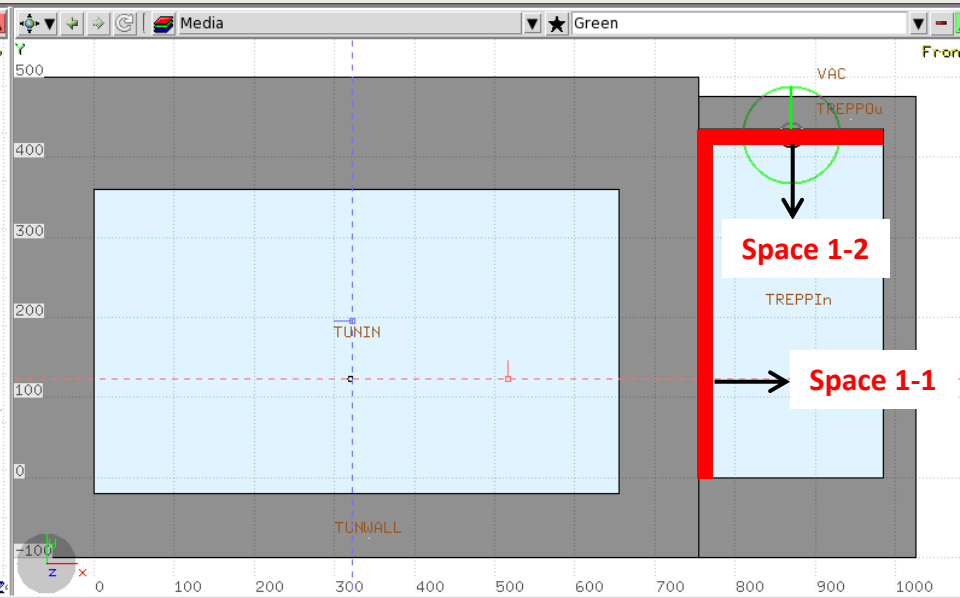 Media
Green
Y
Fron
500
VAC
TREPPOu
400
300
Space 1-2
TREPPIn
200
TUNIN
Space 1-1
100
0
TUNWALL
-100
z
x
0 100 200 300 400 500 600 700 800 900 1000